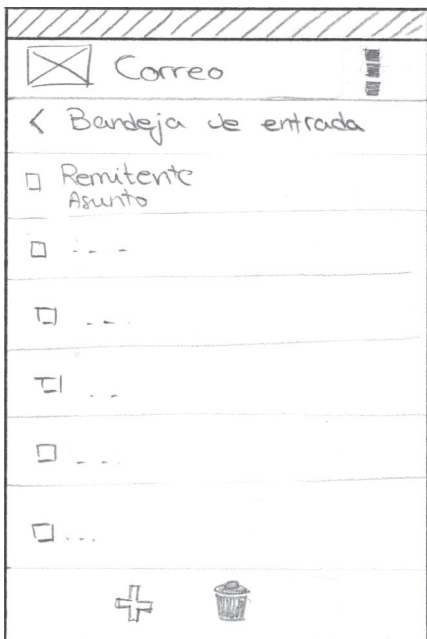 Correo
< Bandeja de entrada
Remitente
Asunto
- - -
- - -
- -
- - -
...